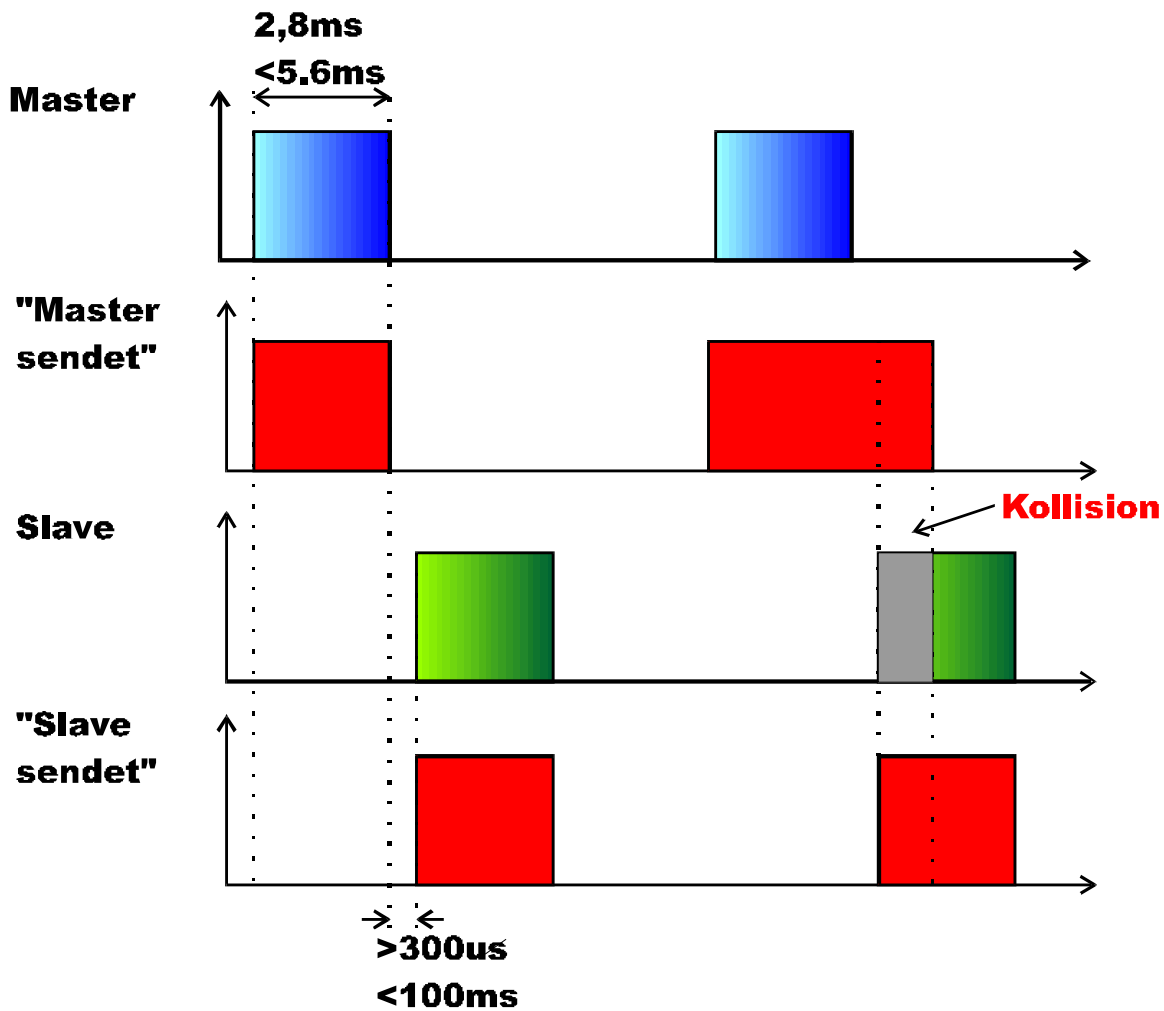 2,8ms
<5.6ms
Master
"Master
sendet"
Kollision
Slave
"Slave
sendet"
>300us
<100ms